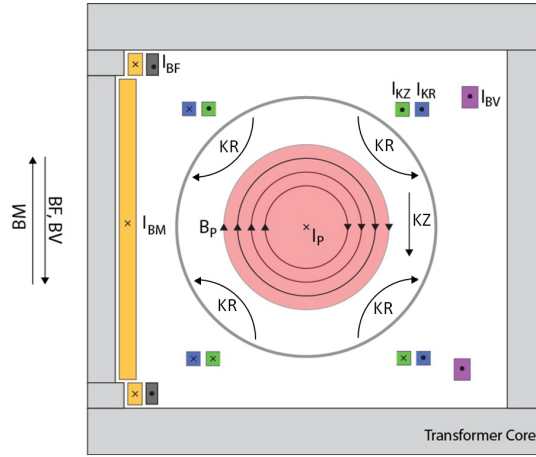 I_BF
I_KZ I_KR
I_BV
KR
KR
BM
BF, BV
I_BM
B_P
I_P
KZ
KR
KR
Transformer Core